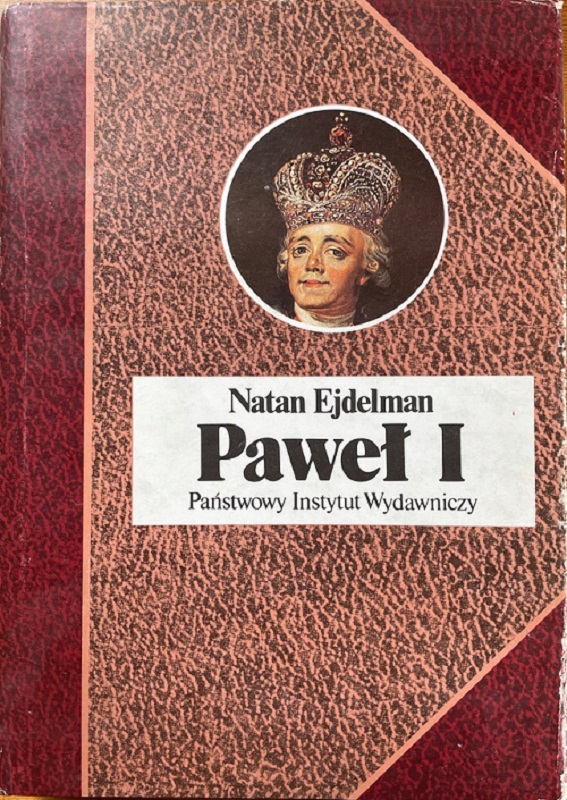 Natan Ejdelman
Paweł I
Państwowy Instytut Wydawniczy